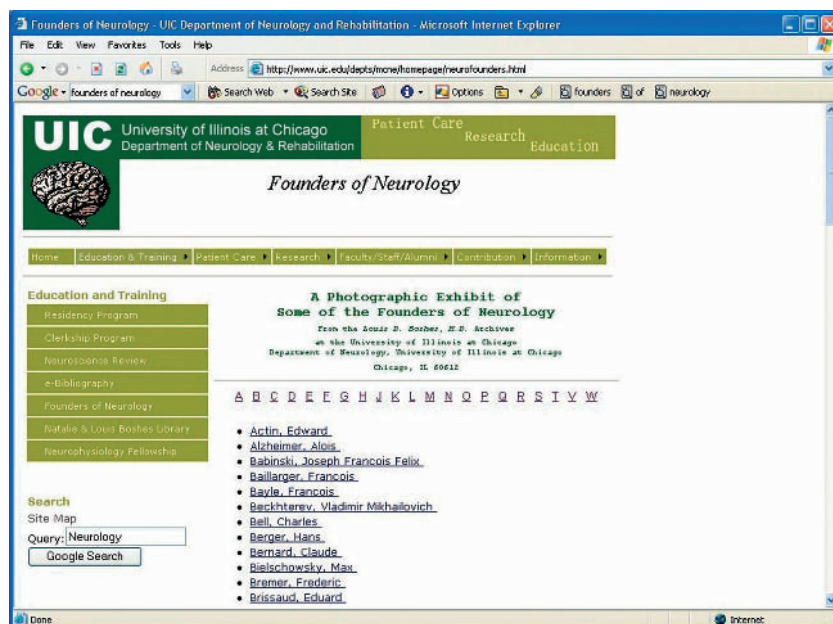 Founders of Neurology - UIC Department of Neurology and Rehabilitation - Microsoft Internet Explorer
File Edit View Favorites Tools Help
Address http://www.uic.edu/depts/mcne/homepage/neurofounders.html
Google founders of neurology Search Web Search Site Options founders of neurology
UIC University of Illinois at Chicago
Department of Neurology & Rehabilitation
Patient Care
Research
Education
Founders of Neurology
Home Education & Training Patient Care Research Faculty/Staff/Alumni Contribution Information
Education and Training
Residency Program
Clerkship Program
Neuroscience Review
e-Bibliography
Founders of Neurology
Natalie & Louis Boshes Library
Neurophysiology Fellowship
Search
Site Map
Query: Neurology
Google Search
A Photographic Exhibit of
Some of the Founders of Neurology
From the Louis D. Boshes, M.D. Archives
at the University of Illinois at Chicago
Department of Neurology, University of Illinois at Chicago
Chicago, IL 60612
A B C D E F G H J K L M N O P Q R S T V W
Actin, Edward
Alzheimer, Alois
Babinski, Joseph Francois Felix
Baillarger, Francois
Bayle, Francois
Beckhterev, Vladimir Mikhailovich
Bell, Charles
Berger, Hans
Bernard, Claude
Bielschowsky, Max
Bremer, Frederic
Brissaud, Eduard
Done Internet